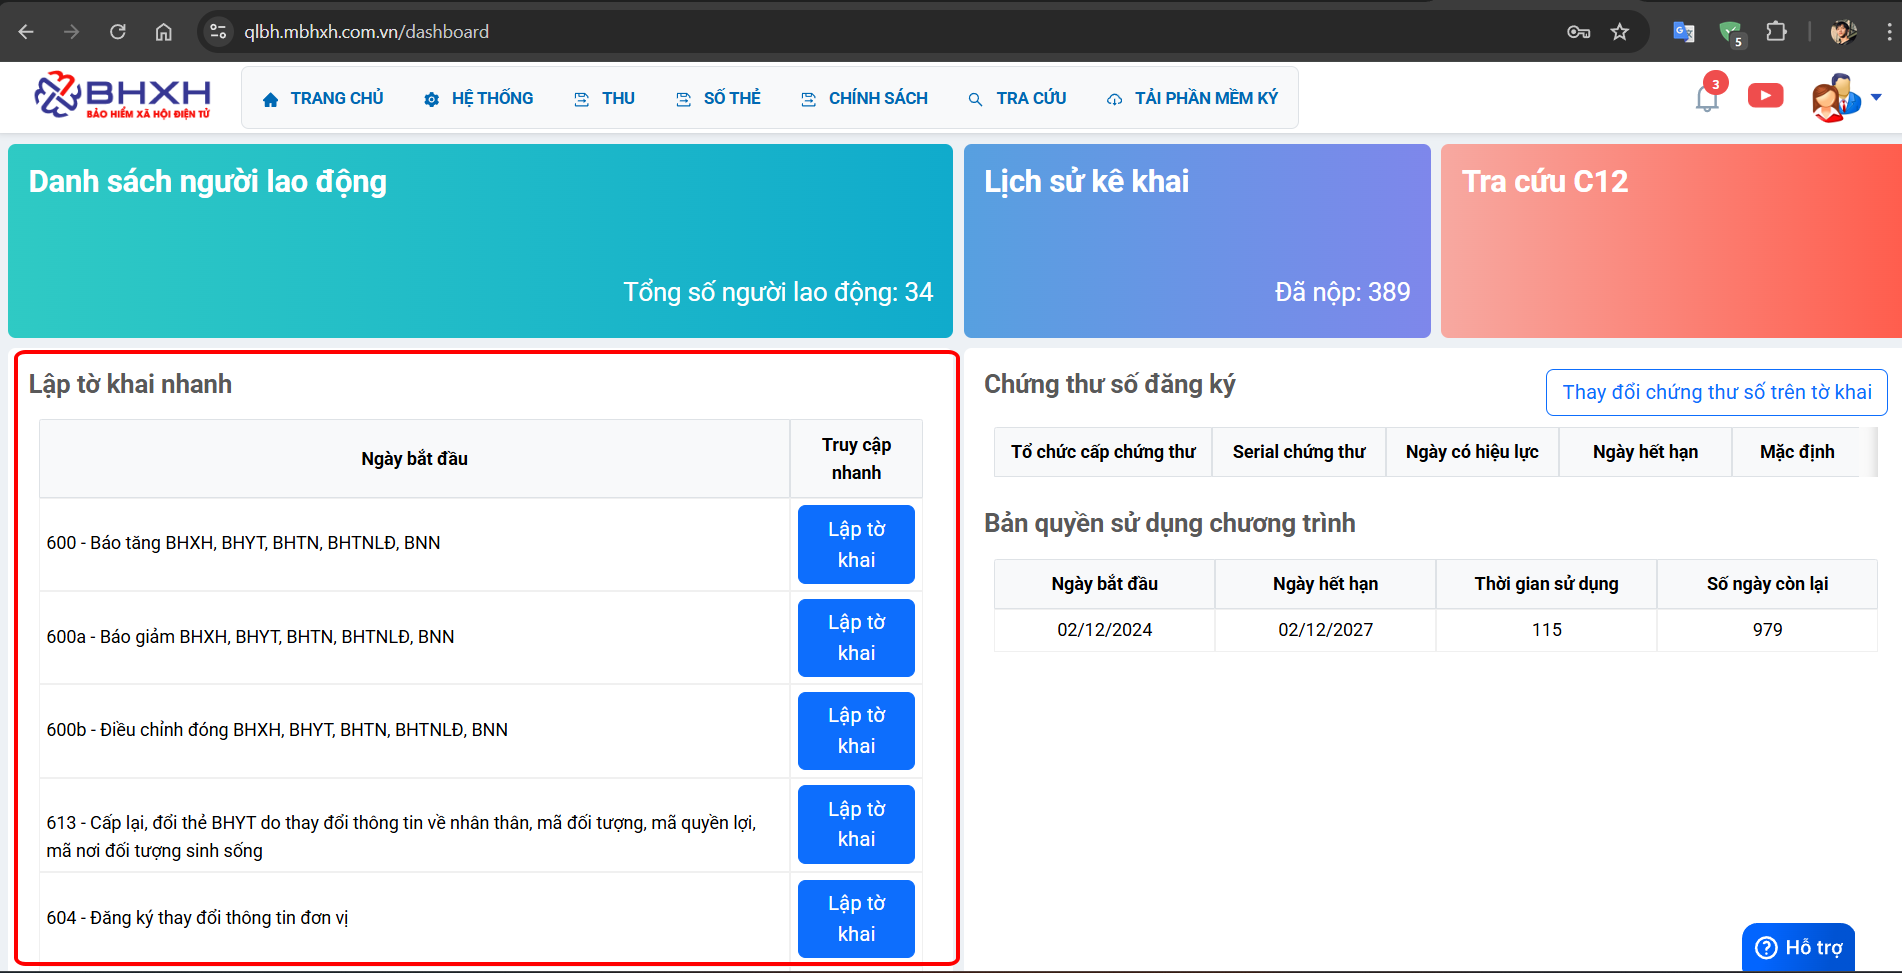 qlbh.mbhxh.com.vn/dashboard
5
BHXH
BẢO HIỂM XÃ HỘI ĐIỆN TỬ
TRANG CHỦ
HỆ THỐNG
THU
SỔ THẺ
CHÍNH SÁCH
TRA CỨU
TẢI PHẦN MỀM KÝ
3
Danh sách người lao động
Tổng số người lao động: 34
Lịch sử kê khai
Đã nộp: 389
Tra cứu C12
Lập tờ khai nhanh
Ngày bắt đầu
Truy cập
nhanh
600 - Báo tăng BHXH, BHYT, BHTN, BHTNLĐ, BNN
Lập tờ
khai
600a - Báo giảm BHXH, BHYT, BHTN, BHTNLĐ, BNN
Lập tờ
khai
600b - Điều chỉnh đóng BHXH, BHYT, BHTN, BHTNLĐ, BNN
Lập tờ
khai
613 - Cấp lại, đổi thẻ BHYT do thay đổi thông tin về nhân thân, mã đối tượng, mã quyền lợi,
mã nơi đối tượng sinh sống
Lập tờ
khai
604 - Đăng ký thay đổi thông tin đơn vị
Lập tờ
khai
Chứng thư số đăng ký
Thay đổi chứng thư số trên tờ khai
Tổ chức cấp chứng thư
Serial chứng thư
Ngày có hiệu lực
Ngày hết hạn
Mặc định
Bản quyền sử dụng chương trình
Ngày bắt đầu
Ngày hết hạn
Thời gian sử dụng
Số ngày còn lại
02/12/2024
02/12/2027
115
979
Hỗ trợ